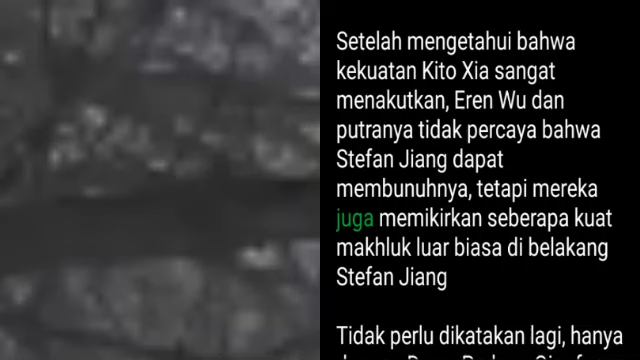 Setelah mengetahui bahwa
kekuatan Kito Xia sangat
menakutkan, Eren Wu dan
putranya tidak percaya bahwa
Stefan Jiang dapat
membunuhnya, tetapi mereka
juga memikirkan seberapa kuat
makhluk luar biasa di belakang
Stefan Jiang
Tidak perlu dikatakan lagi, hanya